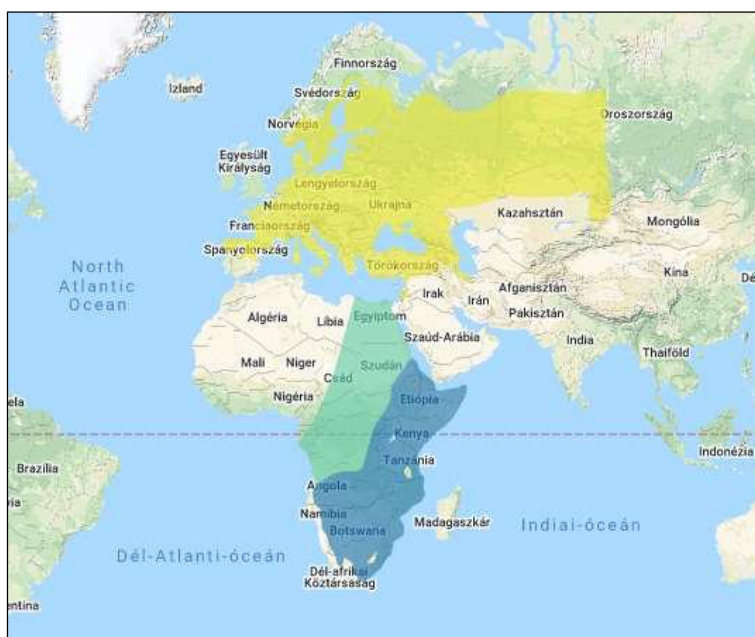 Finnország
Izland
Svédország
Oroszország
Norvégia
Egyesült
Királyság
Lengyelország
Németország
Ukrajna
Kazahsztán
Mongólia
Franciaország
Spanyolország
Törökország
North
Atlantic
Ocean
Irak
Irán
Afganisztán
Kína
Pakisztán
Algéria
Líbia
Egyiptom
Szaúd-Arábia
India
Mali
Niger
Csád
Szudán
Thaiföld
Nigéria
Etiópia
Kenya
Tanzánia
Indonézia
Brazília
Angola
Namíbia
Botswana
Madagaszkár
Indiai-óceán
Dél-Atlanti-óceán
Dél-afrikai
Köztársaság